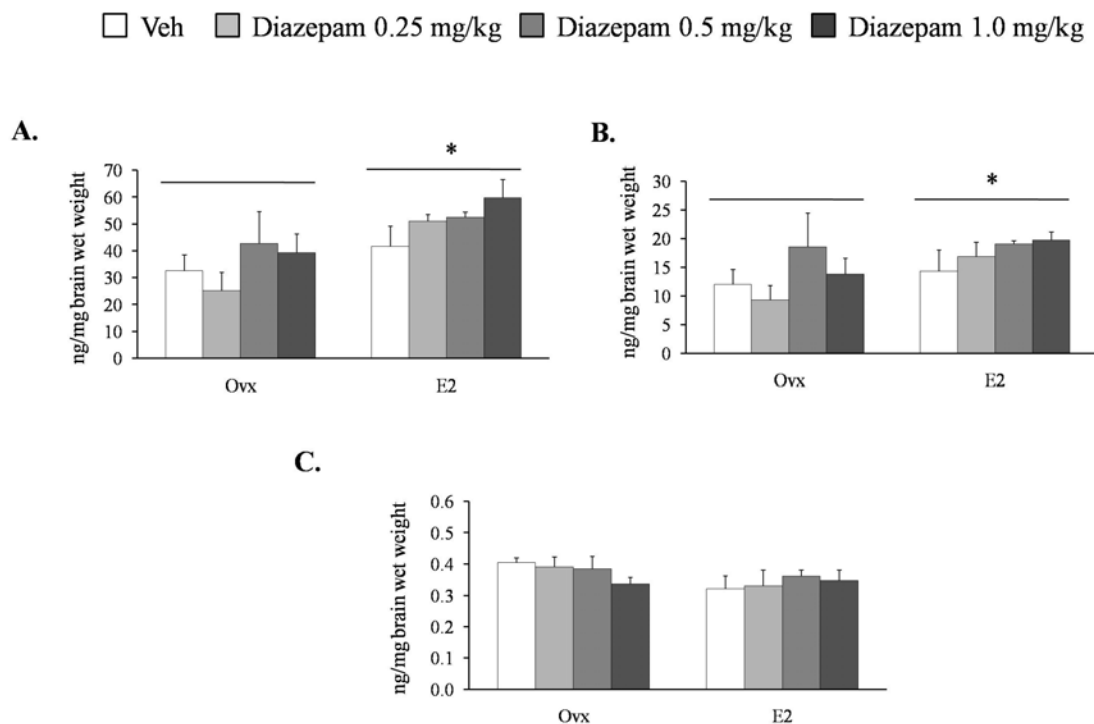 Veh Diazepam 0.25 mg/kg Diazepam 0.5 mg/kg Diazepam 1.0 mg/kg
A.
ng/mg brain wet weight
70
60
50
40
30
20
10
0
*
Ovx E2
B.
ng/mg brain wet weight
30
25
20
15
10
5
0
*
Ovx E2
C.
ng/mg brain wet weight
0.6
0.5
0.4
0.3
0.2
0.1
0.0
Ovx E2